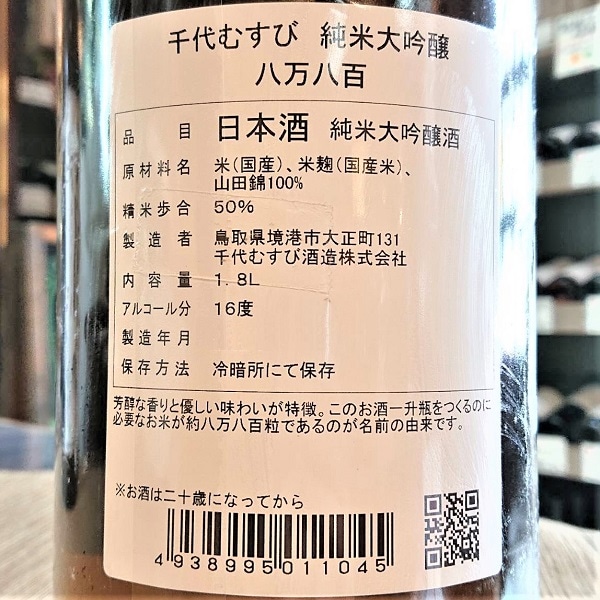 千代むすび 純米大吟醸
八万八百
品目 日本酒 純米大吟醸酒
原材料名 米(国産)、米麹(国産米)、
山田錦100%
精米歩合 50%
製造者 鳥取県境港市大正町131
千代むすび酒造株式会社
内容量 1.8L
アルコール分 16度
製造年月
保存方法 冷暗所にて保存
芳醇な香りと優しい味わいが特徴。このお酒一升瓶をつくるのに
必要なお米が約八万八百粒であるのが名前の由来です。
※お酒は二十歳になってから
4938995011045